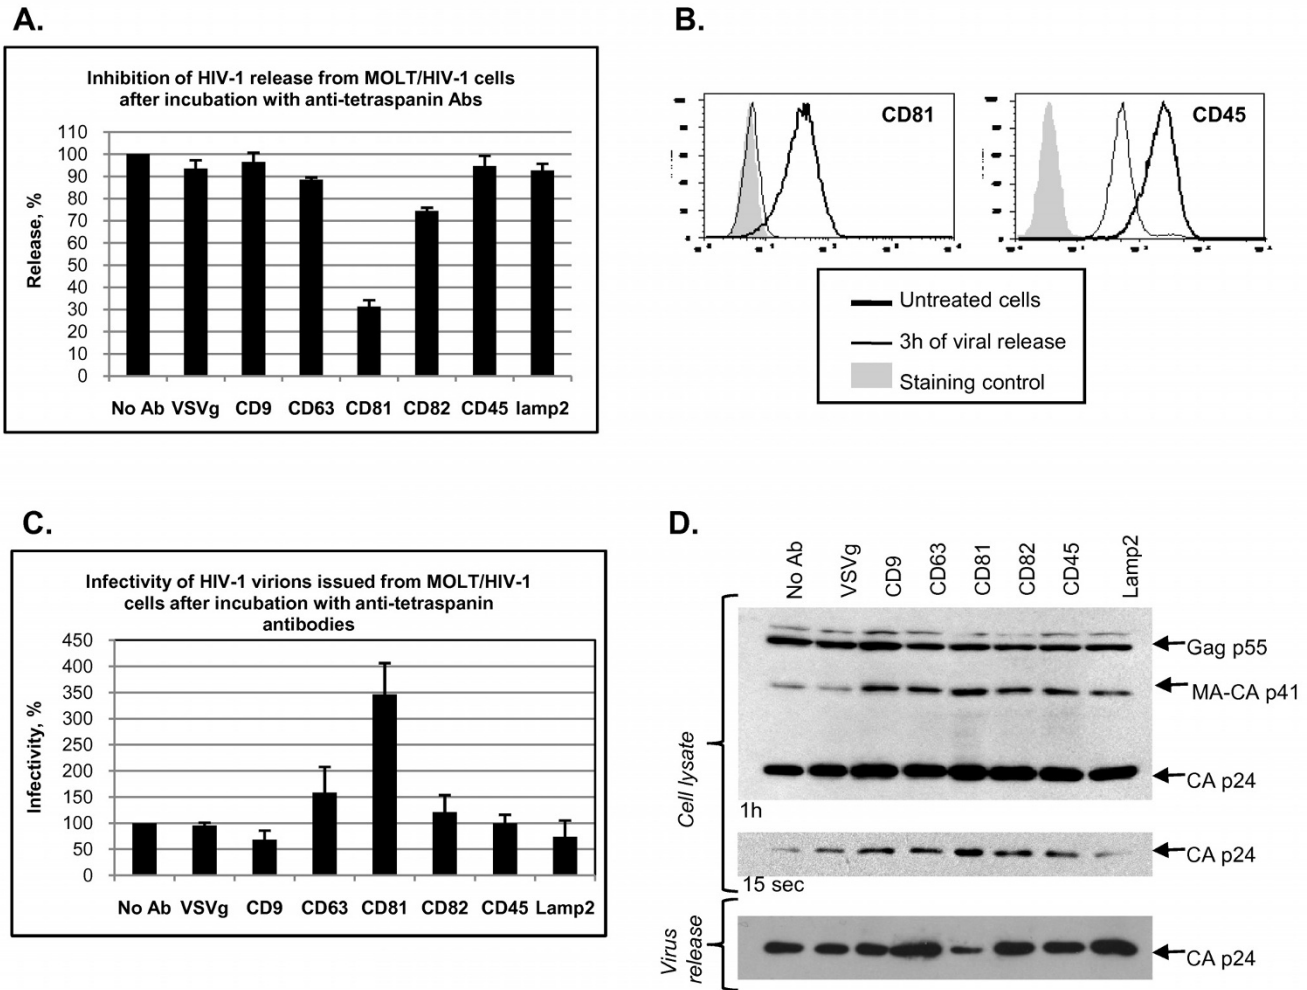 A.
Inhibition of HIV-1 release from MOLT/HIV-1 cells
after incubation with anti-tetraspanin Abs
Release, %
110
100
90
80
70
60
50
40
30
20
10
0
No Ab VSVg CD9 CD63 CD81 CD82 CD45 lamp2
B.
CD81
CD45
Untreated cells
3h of viral release
Staining control
C.
Infectivity of HIV-1 virions issued from MOLT/HIV-1
cells after incubation with anti-tetraspanin
antibodies
Infectivity, %
450
400
350
300
250
200
150
100
50
0
No Ab VSVg CD9 CD63 CD81 CD82 CD45 Lamp2
D.
No Ab
VSVg
CD9
CD63
CD81
CD82
CD45
Lamp2
Cell lysate
Gag p55
MA-CA p41
CA p24
1h
CA p24
15 sec
Virus
release
CA p24